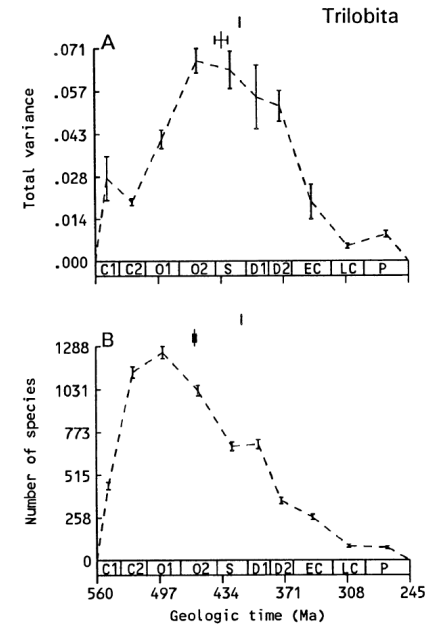 Trilobita
A
Total variance
.071
.057
.043
.028
.014
.000
C1 C2 O1 O2 S D1 D2 EC LC P
B
Number of species
1288
1031
773
515
258
0
C1 C2 O1 O2 S D1 D2 EC LC P
560 497 434 371 308 245
Geologic time (Ma)